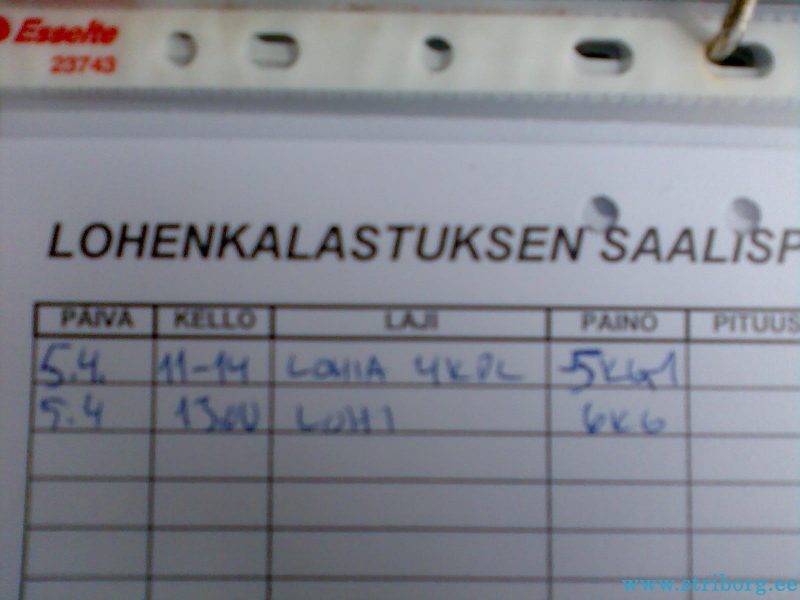 Esselte
23743
LOHENKALASTUKSEN SAALISP
PÄIVÄ KELLO LAJI PAINO PITUUS
5.4. 11-14 LOHIA 4KPL 5KG
5.4 1300 LOHI 6KG
www.striborg.ee